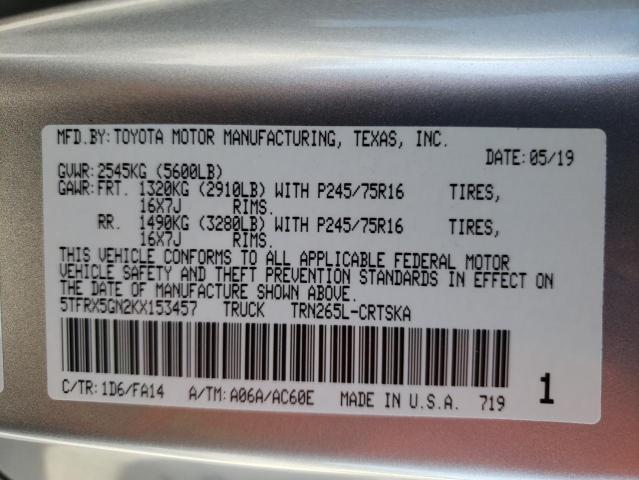 MFD.BY:TOYOTA MOTOR MANUFACTURING, TEXAS, INC.
DATE:05/19
GVWR:2545KG (5600LB)
GAWR:FRT. 1320KG (2910LB) WITH P245/75R16 TIRES,
16X7J RIMS.
RR. 1490KG (3280LB) WITH P245/75R16 TIRES,
16X7J RIMS.
THIS VEHICLE CONFORMS TO ALL APPLICABLE FEDERAL MOTOR
VEHICLE SAFETY AND THEFT PREVENTION STANDARDS IN EFFECT ON
THE DATE OF MANUFACTURE SHOWN ABOVE.
5TFRX5GN2KX153457 TRUCK TRN265L-CRTSKA
C/TR:1D6/FA14 A/TM:A06A/AC60E MADE IN U.S.A. 719 1